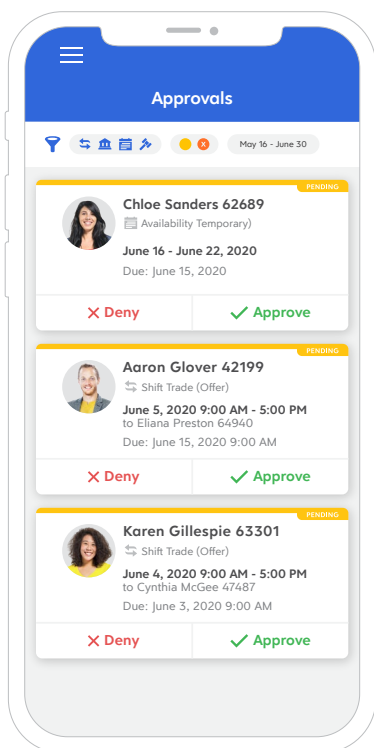 Approvals
X
May 16 - June 30
PENDING
Chloe Sanders 62689
Availability Temporary)
June 16 - June 22, 2020
Due: June 15, 2020
Deny
Approve
PENDING
Aaron Glover 42199
Shift Trade (Offer)
June 5, 2020 9:00 AM - 5:00 PM
to Eliana Preston 64940
Due: June 15, 2020 9:00 AM
Deny
Approve
PENDING
Karen Gillespie 63301
Shift Trade (Offer)
June 4, 2020 9:00 AM - 5:00 PM
to Cynthia McGee 47487
Due: June 3, 2020 9:00 AM
Deny
Approve